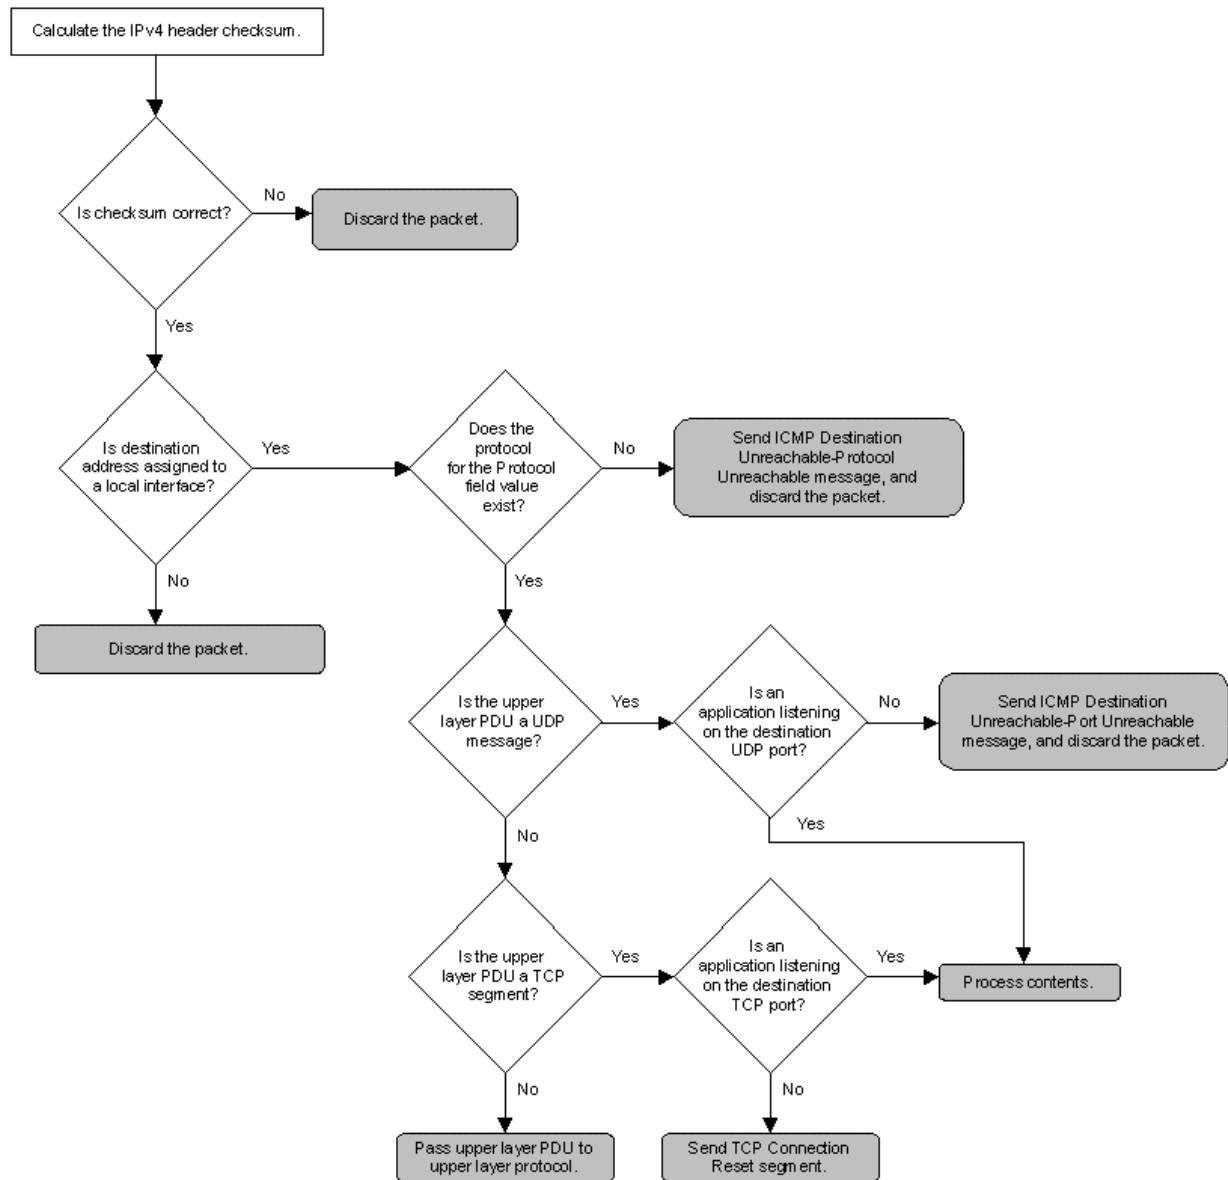 Calculate the IPv4 header checksum.
Is checksum correct?
No
Discard the packet.
Yes
Is destination
address assigned to
a local interface?
Yes
Does the
protocol
for the Protocol
field value
exist?
No
Send ICMP Destination
Unreachable-Protocol
Unreachable message, and
discard the packet.
No
Discard the packet.
Yes
Is the upper
layer PDU a UDP
message?
Yes
Is an
application listening
on the destination
UDP port?
No
Send ICMP Destination
Unreachable-Port Unreachable
message, and discard the packet.
Yes
No
Is the upper
layer PDU a TCP
segment?
Yes
Is an
application listening
on the destination
TCP port?
Yes
Process contents.
No
Pass upper layer PDU to
upper layer protocol.
No
Send TCP Connection
Reset segment.